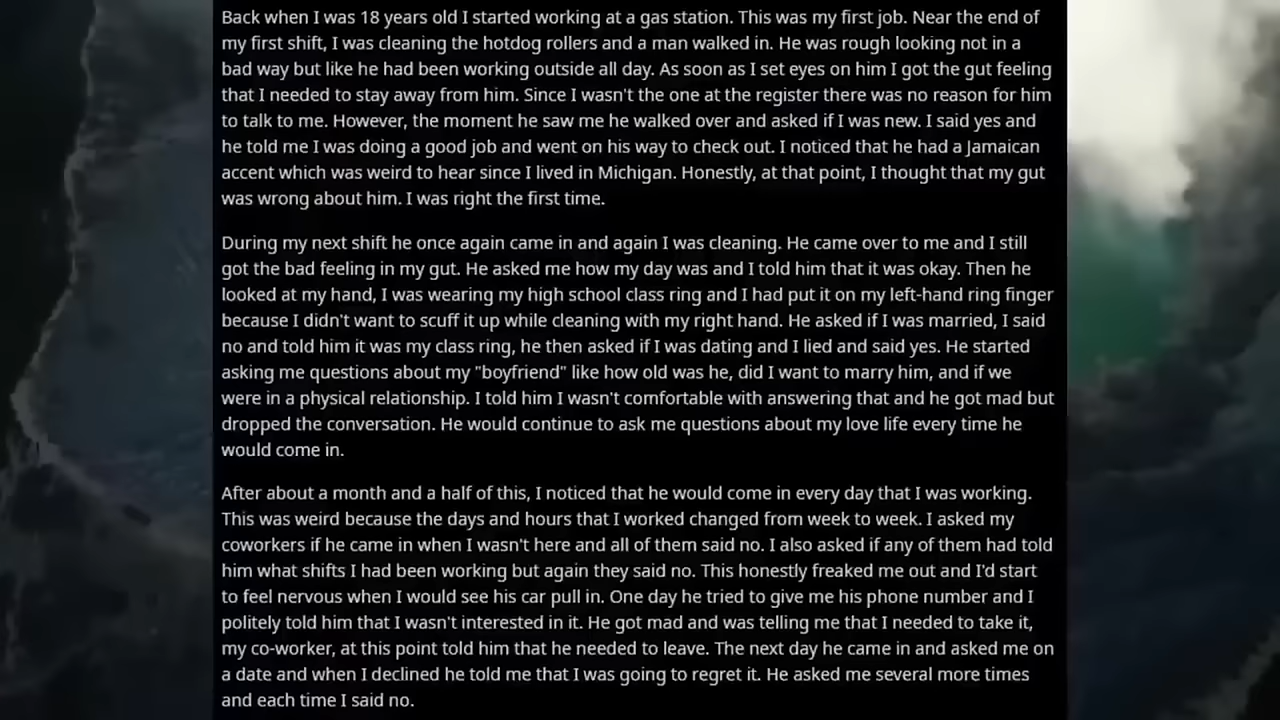 Back when I was 18 years old I started working at a gas station. This was my first job. Near the end of
my first shift, I was cleaning the hotdog rollers and a man walked in. He was rough looking not in a
bad way but like he had been working outside all day. As soon as I set eyes on him I got the gut feeling
that I needed to stay away from him. Since I wasn't the one at the register there was no reason for him
to talk to me. However, the moment he saw me he walked over and asked if I was new. I said yes and
he told me I was doing a good job and went on his way to check out. I noticed that he had a Jamaican
accent which was weird to hear since I lived in Michigan. Honestly, at that point, I thought that my gut
was wrong about him. I was right the first time.
During my next shift he once again came in and again I was cleaning. He came over to me and I still
got the bad feeling in my gut. He asked me how my day was and I told him that it was okay. Then he
looked at my hand, I was wearing my high school class ring and I had put it on my left-hand ring finger
because I didn't want to scuff it up while cleaning with my right hand. He asked if I was married, I said
no and told him it was my class ring, he then asked if I was dating and I lied and said yes. He started
asking me questions about my "boyfriend" like how old was he, did I want to marry him, and if we
were in a physical relationship. I told him I wasn't comfortable with answering that and he got mad but
dropped the conversation. He would continue to ask me questions about my love life every time he
would come in.
After about a month and a half of this, I noticed that he would come in every day that I was working.
This was weird because the days and hours that I worked changed from week to week. I asked my
coworkers if he came in when I wasn't here and all of them said no. I also asked if any of them had told
him what shifts I had been working but again they said no. This honestly freaked me out and I'd start
to feel nervous when I would see his car pull in. One day he tried to give me his phone number and I
politely told him that I wasn't interested in it. He got mad and was telling me that I needed to take it,
my co-worker, at this point told him that he needed to leave. The next day he came in and asked me on
a date and when I declined he told me that I was going to regret it. He asked me several more times
and each time I said no.